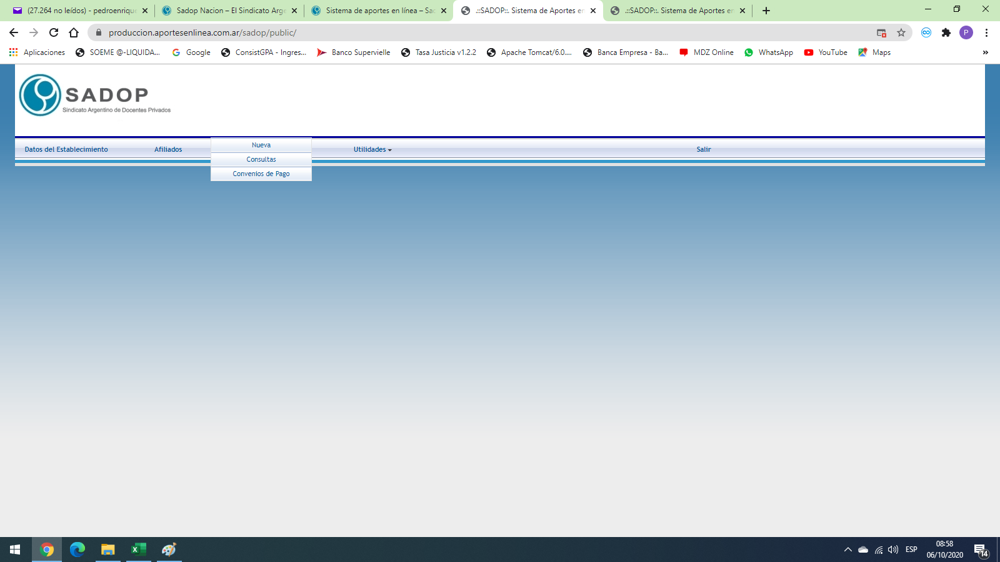 (27.264 no leídos) - pedroenrique
Sadop Nacion – El Sindicato Arge
Sistema de aportes en línea – Sad
.::SADOP::. Sistema de Aportes en
.::SADOP::. Sistema de Aportes en
produccion.aportesenlinea.com.ar/sadop/public/
P
Aplicaciones
SOEME @-LIQUIDA...
Google
ConsistGPA - Ingres...
Banco Supervielle
Tasa Justicia v1.2.2
Apache Tomcat/6.0....
Banca Empresa - Ba...
MDZ Online
WhatsApp
YouTube
Maps
»
SADOP
Sindicato Argentino de Docentes Privados
Datos del Establecimiento
Afiliados
Nueva
Consultas
Convenios de Pago
Utilidades
Salir
ESP
08:58
06/10/2020
14